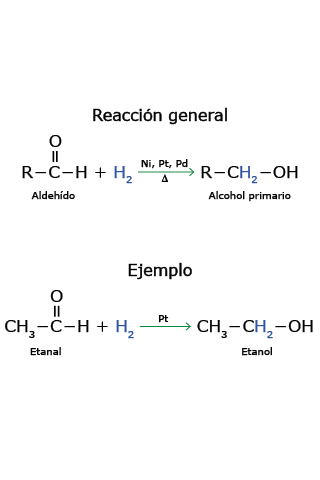 Reacción general
O
Ni, Pt, Pd
R–C–H + H₂ → R–CH₂–OH
Δ
Aldehído Alcohol primario
Ejemplo
O
Pt
CH₃–C–H + H₂ → CH₃–CH₂–OH
Etanal Etanol